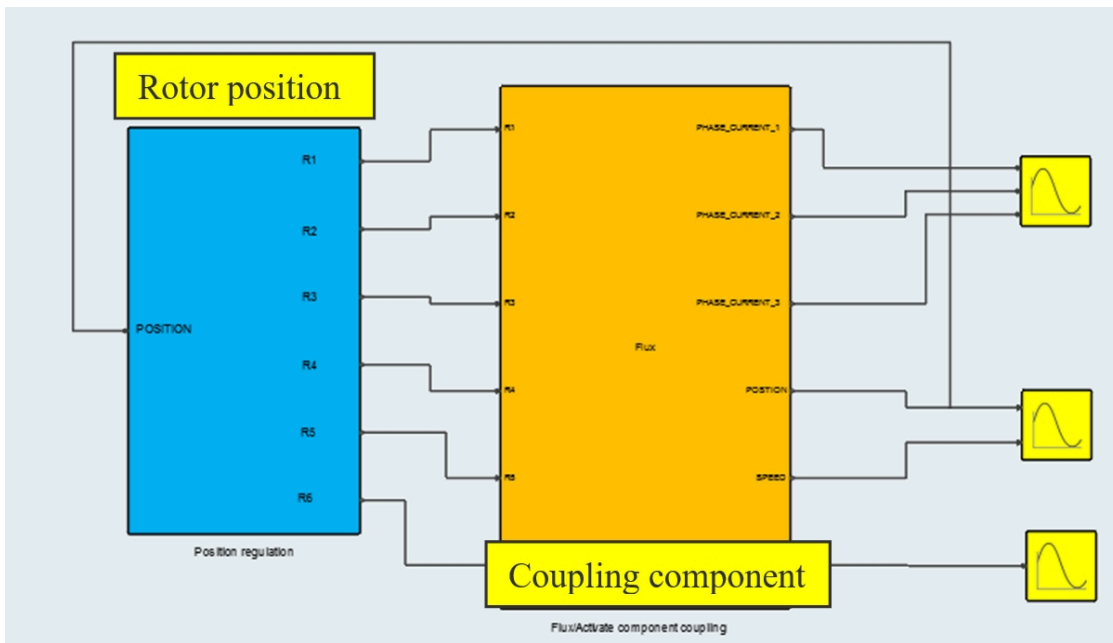 Rotor position
R1
R2
R3
POSITION
R4
R5
R6
Position regulation
R1
R2
R3
R4
R5
PHASE_CURRENT_1
PHASE_CURRENT_2
PHASE_CURRENT_3
Flux
POSTION
SPEED
Coupling component
Flux/Activate component coupling